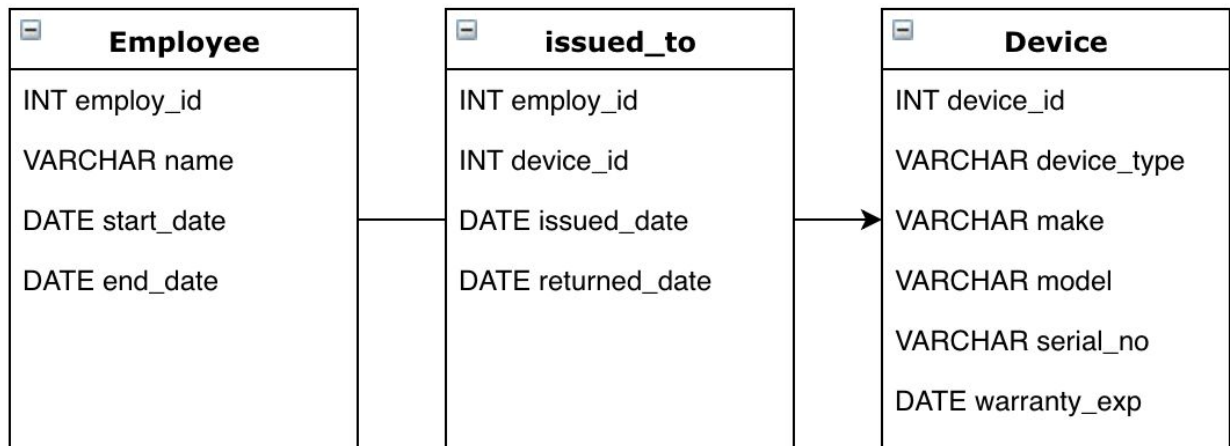 Employee
INT employ_id
VARCHAR name
DATE start_date
DATE end_date
issued_to
INT employ_id
INT device_id
DATE issued_date
DATE returned_date
Device
INT device_id
VARCHAR device_type
VARCHAR make
VARCHAR model
VARCHAR serial_no
DATE warranty_exp